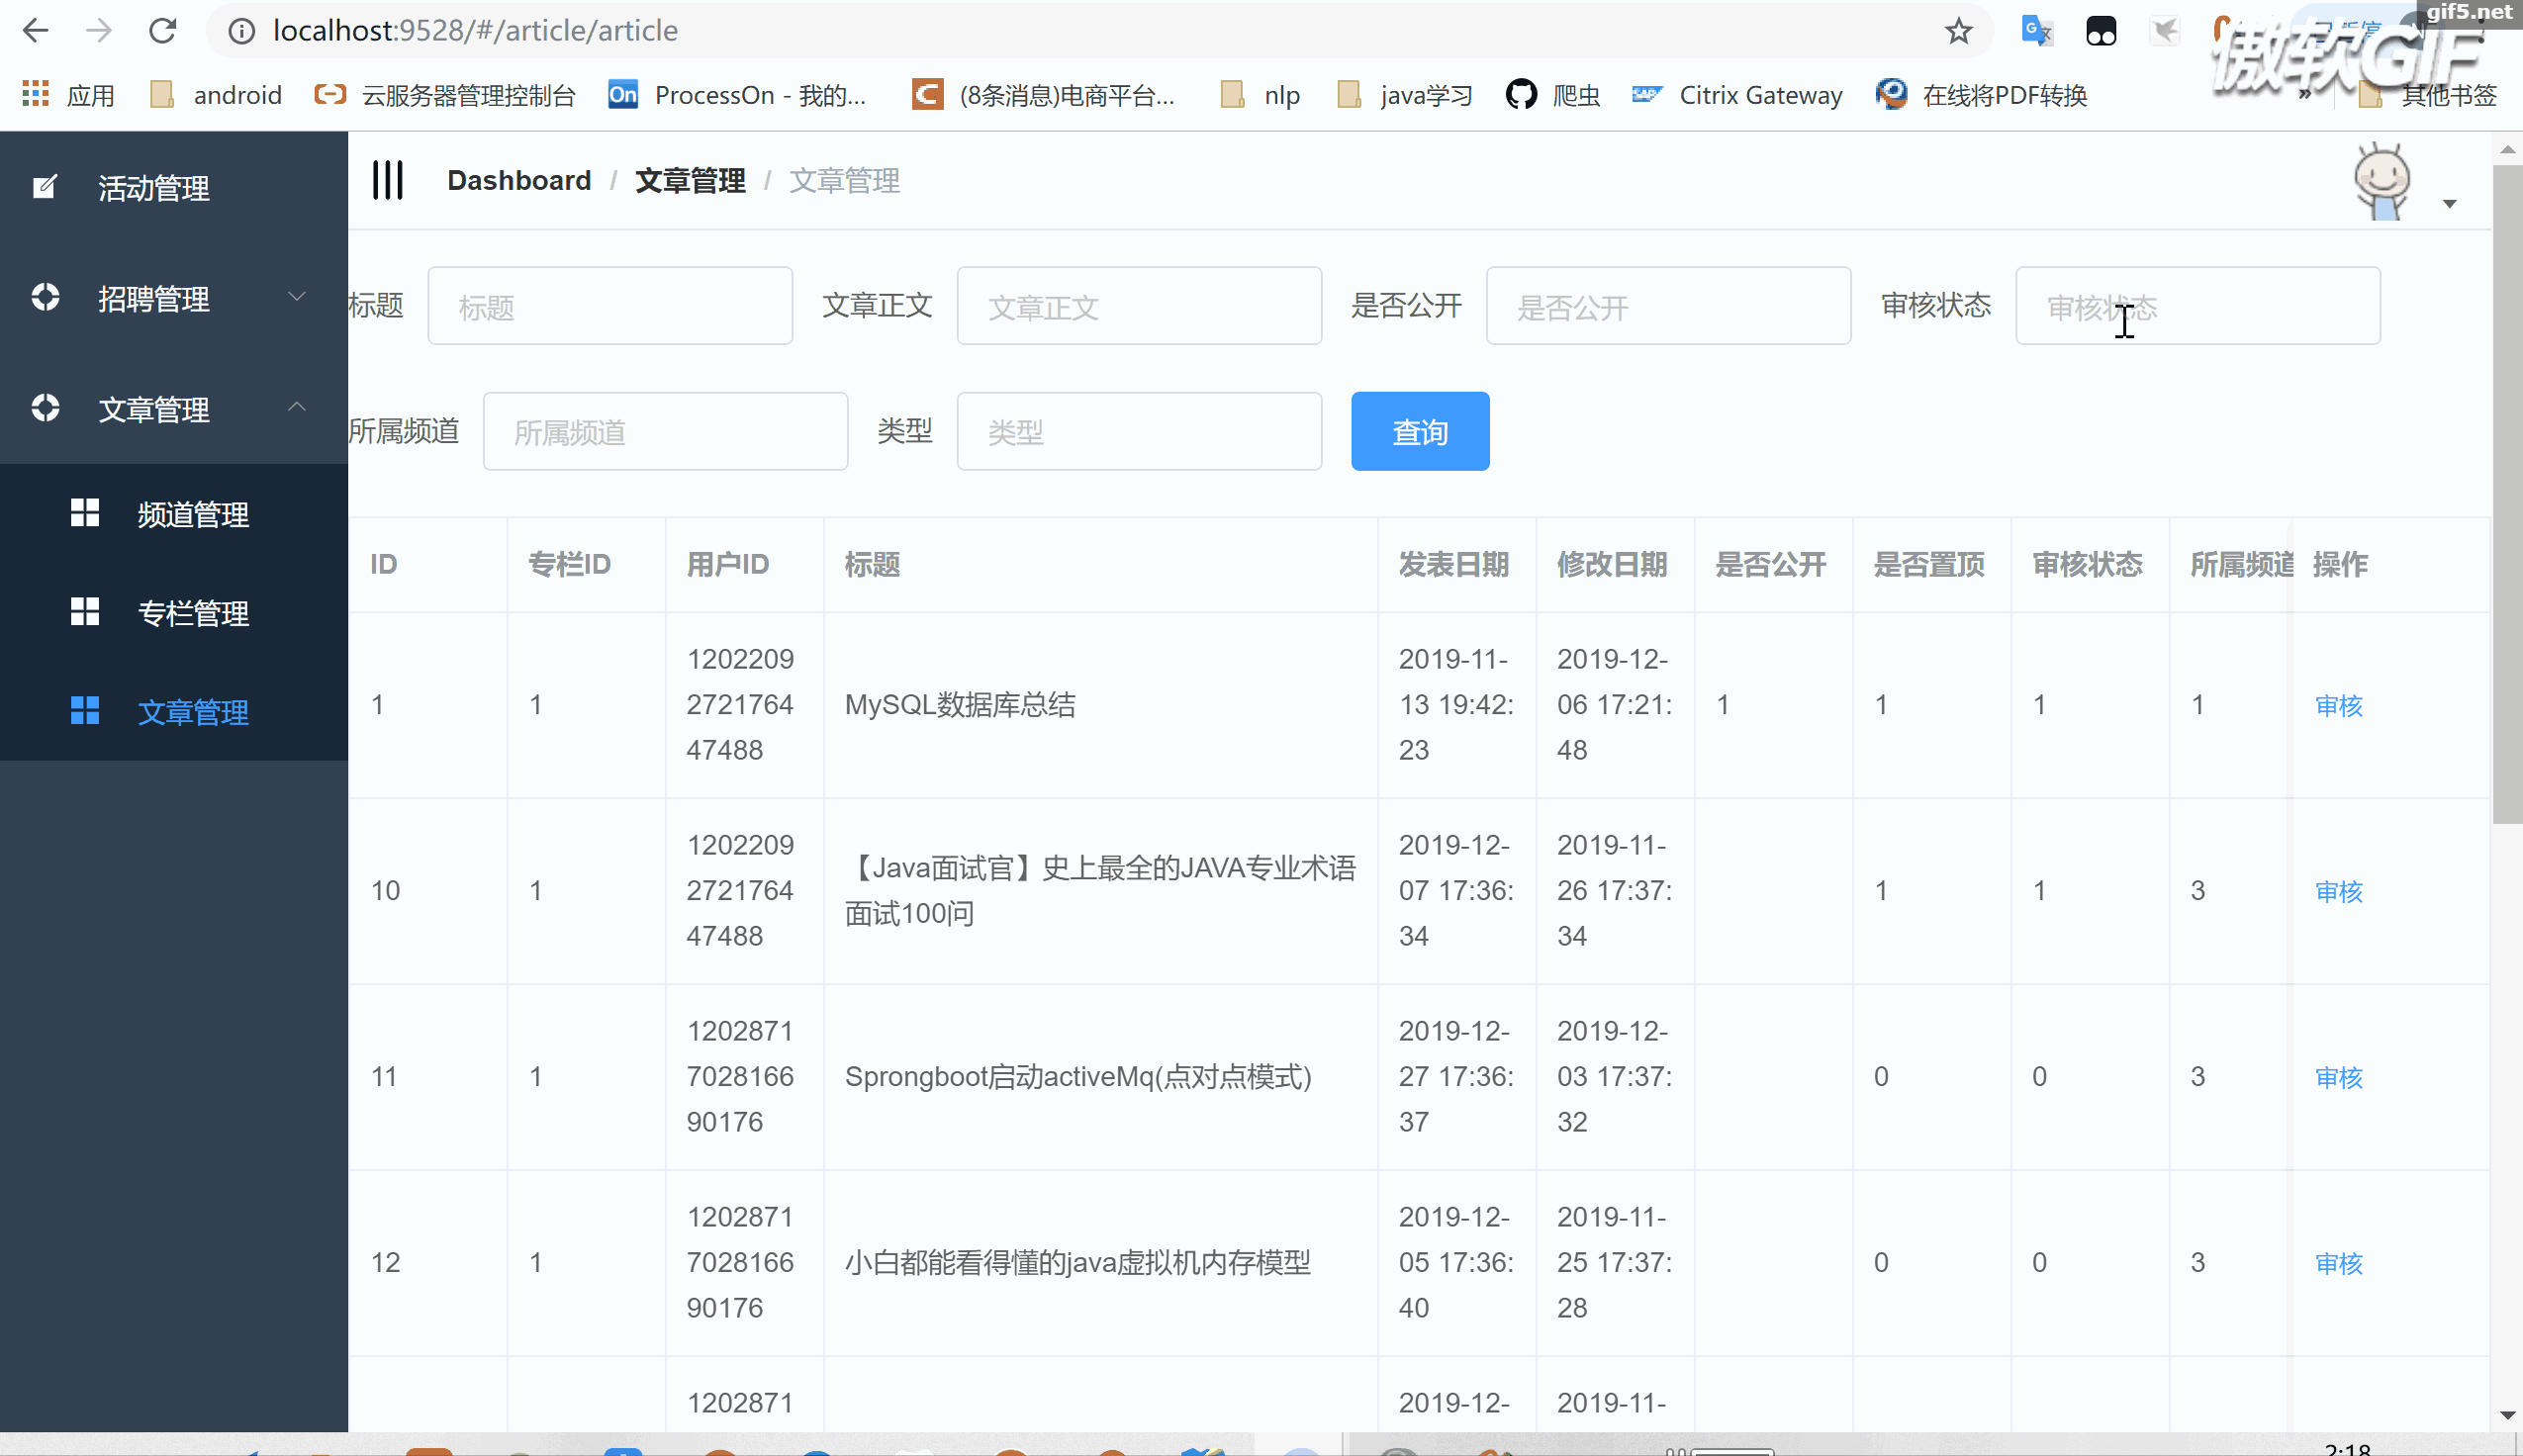 localhost:9528/#/article/article
gif5.net
傲软GIF
应用 android 云服务器管理控制台 ProcessOn - 我的... (8条消息)电商平台... nlp java学习 爬虫 Citrix Gateway 在线将PDF转换 » 其他书签
活动管理
招聘管理
文章管理
频道管理
专栏管理
文章管理
Dashboard / 文章管理 / 文章管理
标题 标题 文章正文 文章正文 是否公开 是否公开 审核状态 审核状态
所属频道 所属频道 类型 类型 查询
ID 专栏ID 用户ID 标题 发表日期 修改日期 是否公开 是否置顶 审核状态 所属频道 操作
1202209 2019-11- 2019-12-
1 1 2721764 MySQL数据库总结 13 19:42: 06 17:21: 1 1 1 1 审核
47488 23 48
1202209 2019-12- 2019-11-
10 1 2721764 【Java面试官】史上最全的JAVA专业术语面试100问 07 17:36: 26 17:37: 1 1 3 审核
47488 34 34
1202871 2019-12- 2019-12-
11 1 7028166 Sprongboot启动activeMq(点对点模式) 27 17:36: 03 17:37: 0 0 3 审核
90176 37 32
1202871 2019-12- 2019-11-
12 1 7028166 小白都能看得懂的java虚拟机内存模型 05 17:36: 25 17:37: 0 0 3 审核
90176 40 28
1202871 2019-12- 2019-11-
2:18